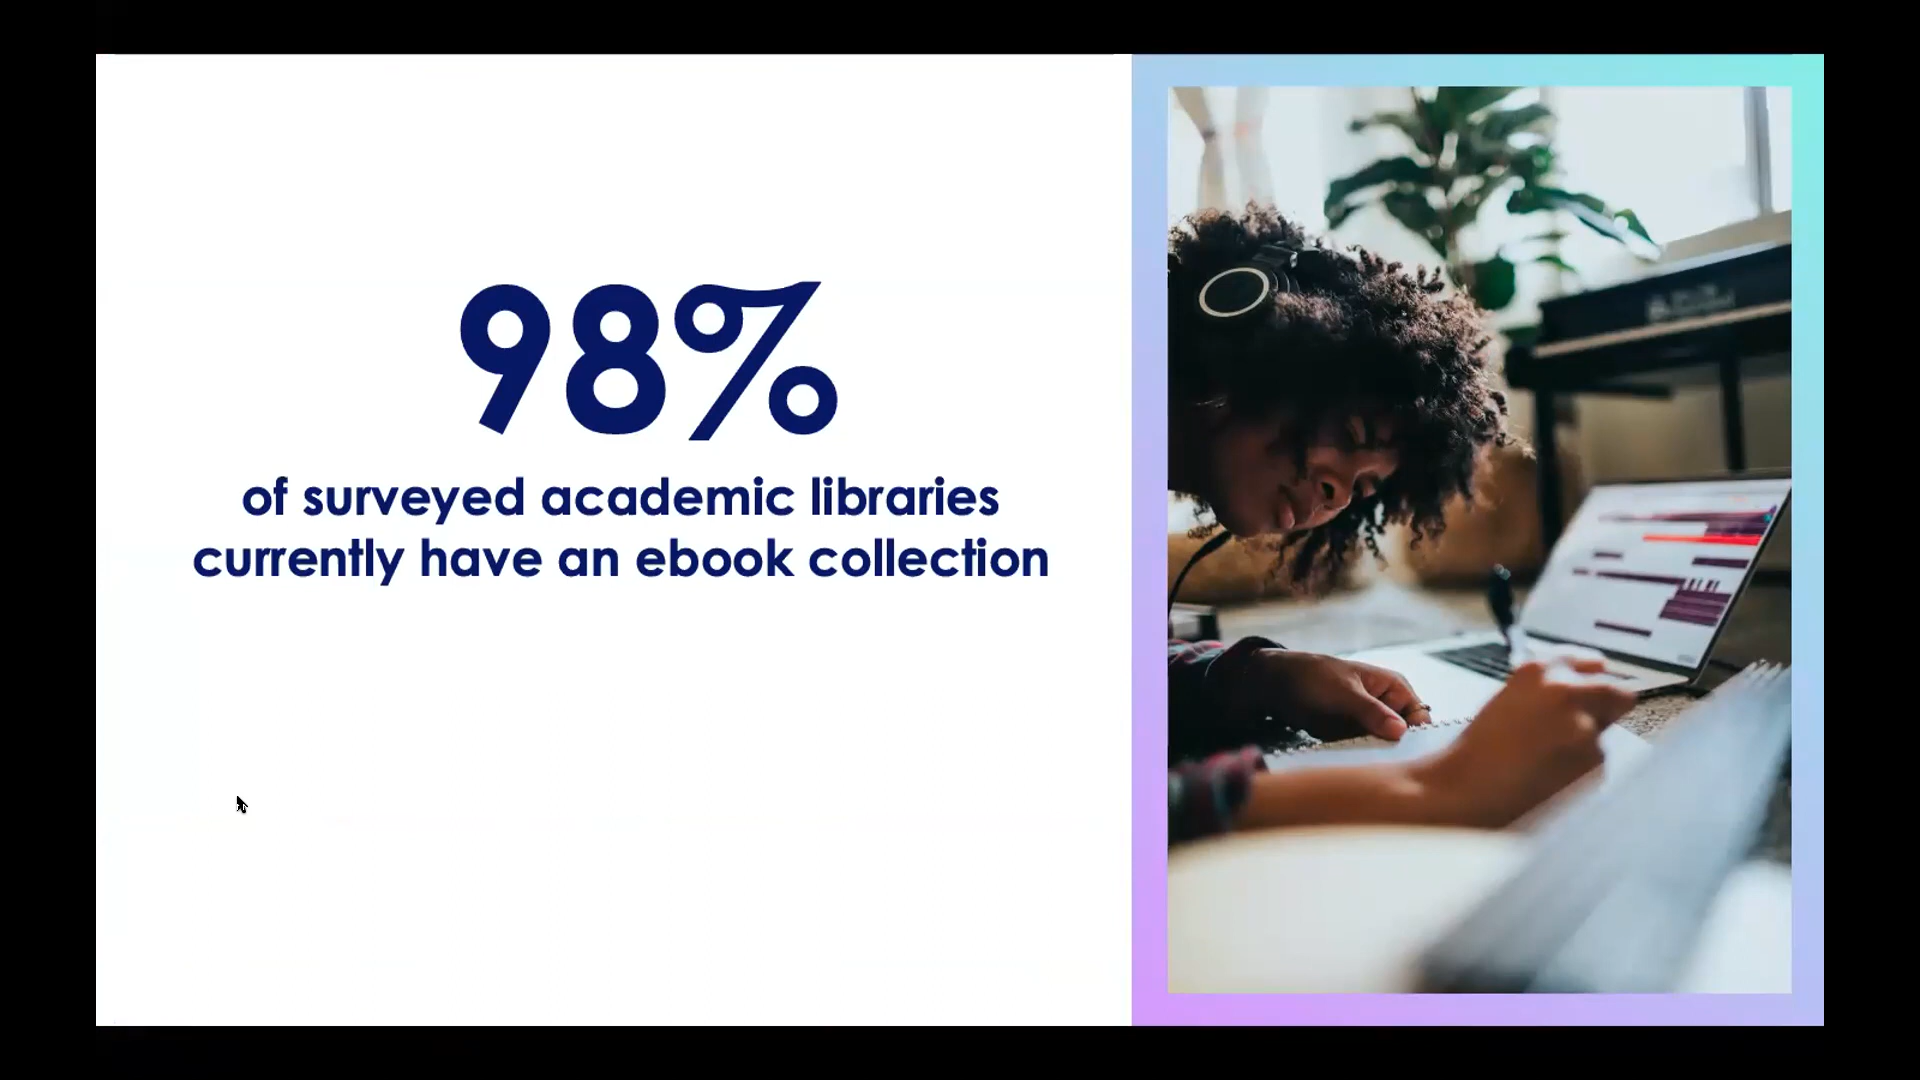 98%
of surveyed academic libraries
currently have an ebook collection